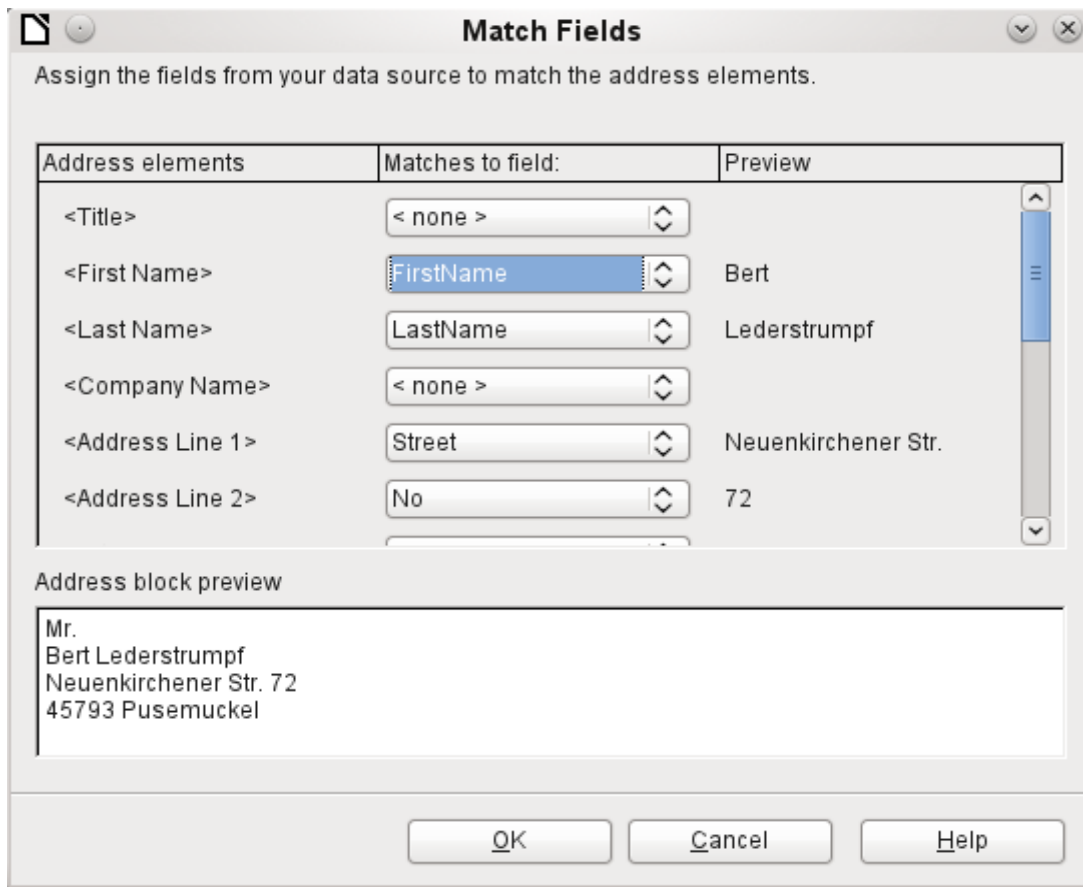 Match Fields
Assign the fields from your data source to match the address elements.
Address elements Matches to field: Preview
<Title> < none >
<First Name> FirstName Bert
<Last Name> LastName Lederstrumpf
<Company Name> < none >
<Address Line 1> Street Neuenkirchener Str.
<Address Line 2> No 72
Address block preview
Mr.
Bert Lederstrumpf
Neuenkirchener Str. 72
45793 Pusemuckel
OK Cancel Help